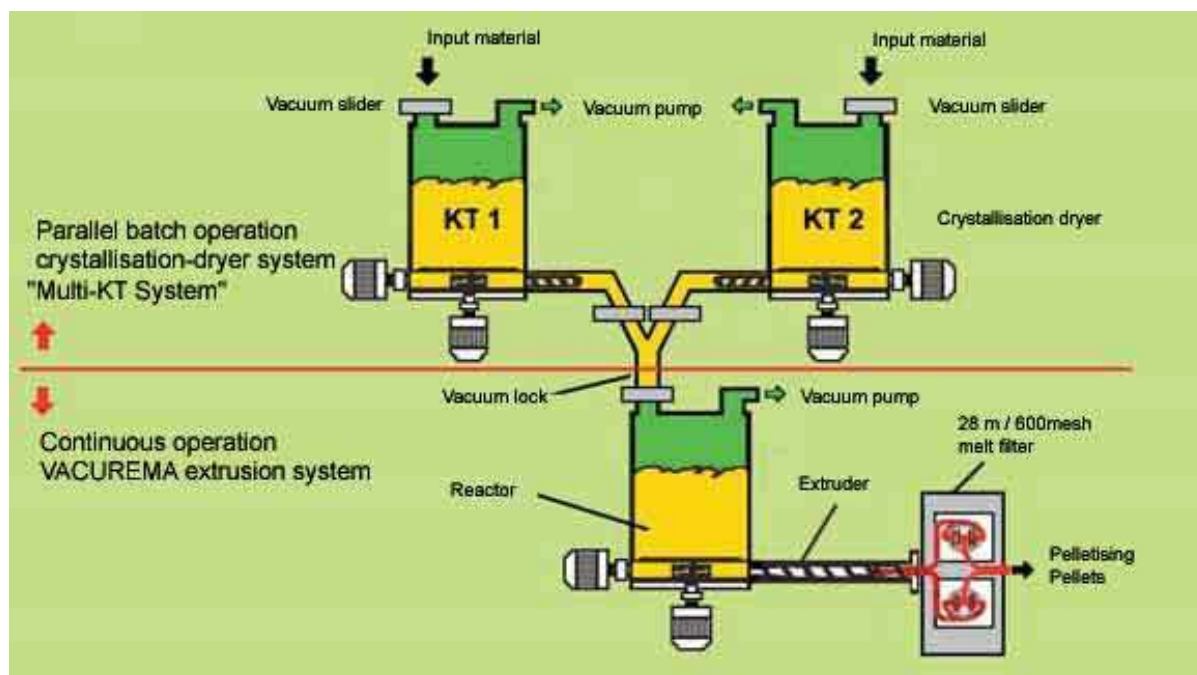 Input material
Input material
Vacuum slider
Vacuum pump
Vacuum slider
KT 1
KT 2
Crystallisation dryer
Parallel batch operation
crystallisation-dryer system
"Multi-KT System"
Vacuum lock
Vacuum pump
Continuous operation
VACUREMA extrusion system
28 m / 600mesh
melt filter
Reactor
Extruder
Pelletising
Pellets